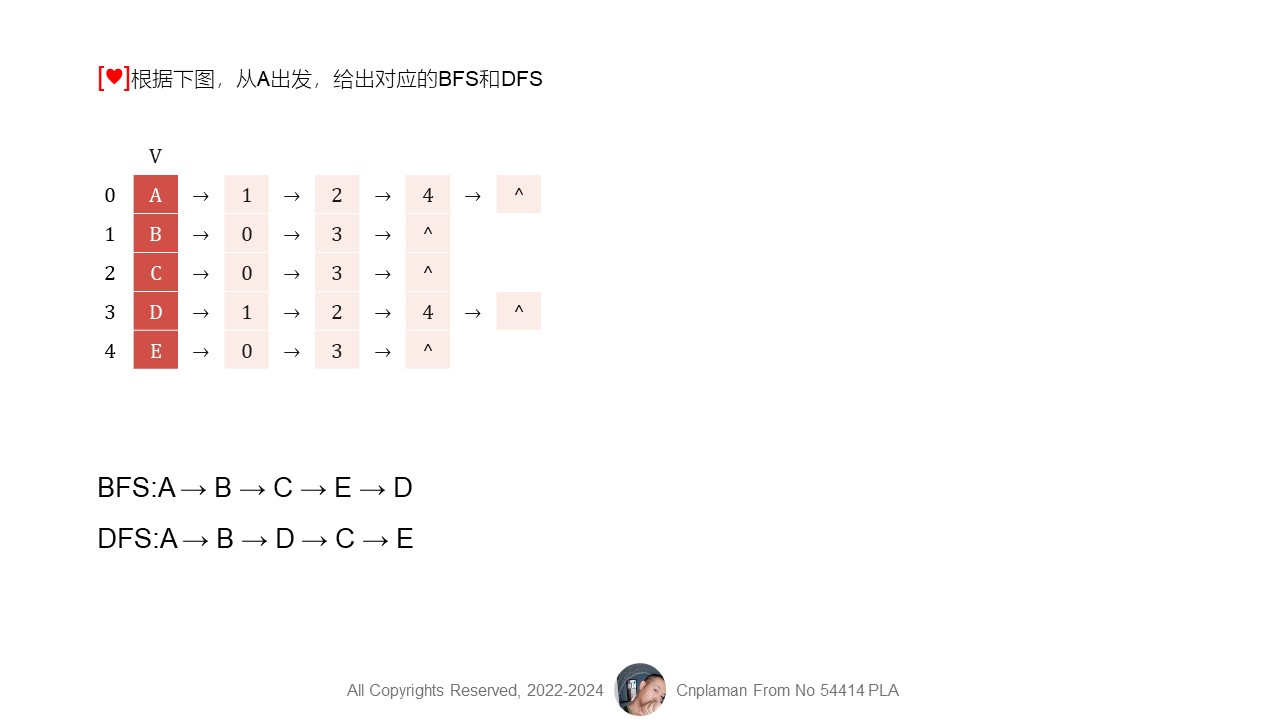 [♥]根据下图，从A出发，给出对应的BFS和DFS
V
0 A → 1 → 2 → 4 → ^
1 B → 0 → 3 → ^
2 C → 0 → 3 → ^
3 D → 1 → 2 → 4 → ^
4 E → 0 → 3 → ^
BFS:A → B → C → E → D
DFS:A → B → D → C → E
All Copyrights Reserved, 2022-2024 Cnplaman From No 54414 PLA